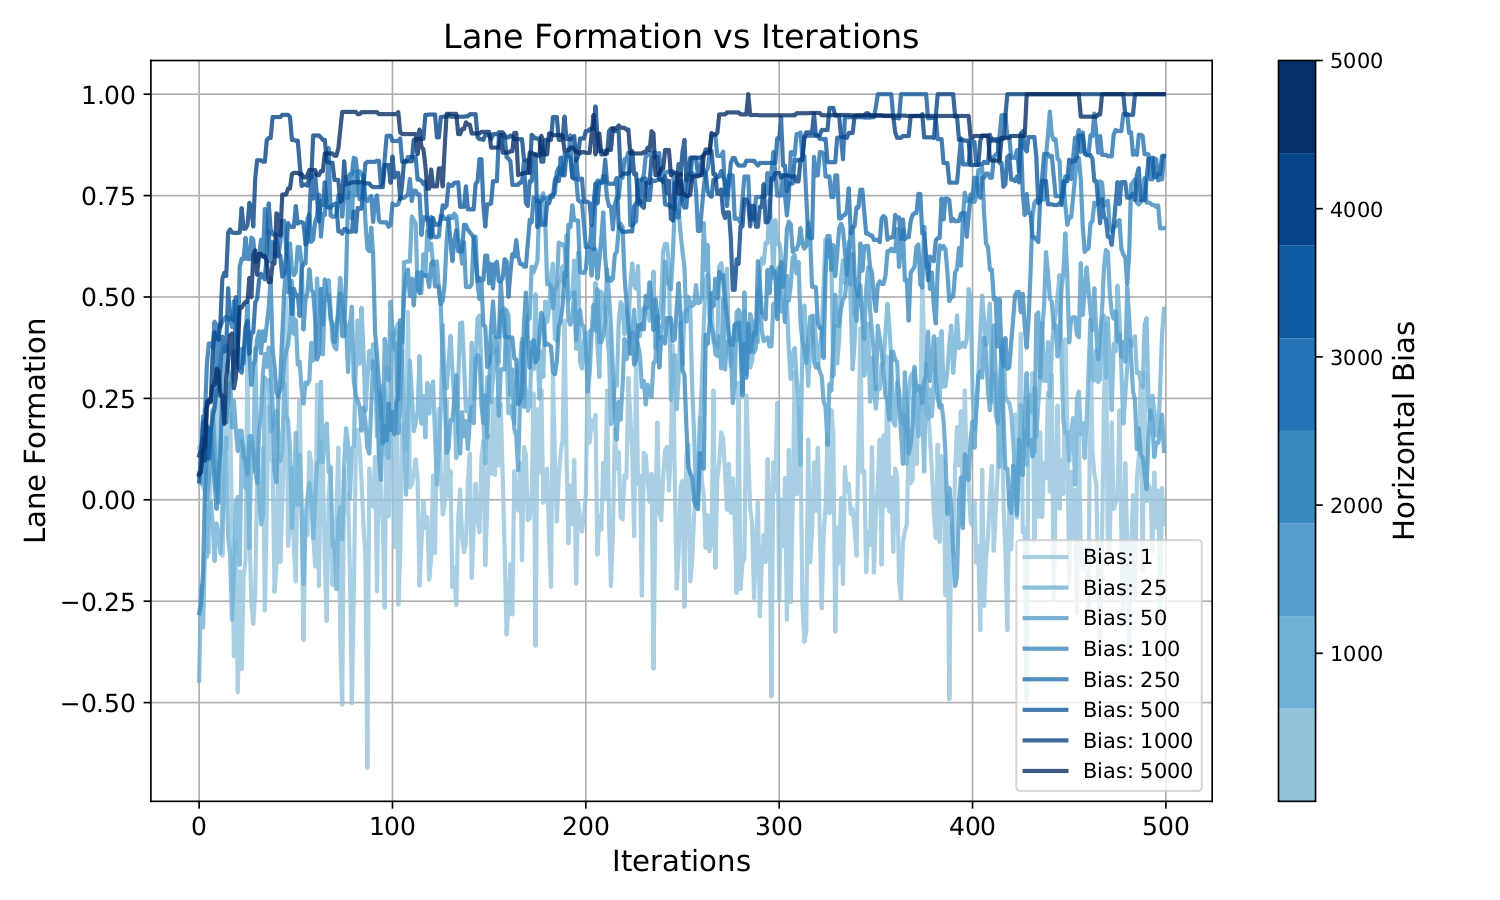 Lane Formation vs Iterations
Lane Formation
1.00
0.75
0.50
0.25
0.00
−0.25
−0.50
0
100
200
300
400
500
Iterations
Bias: 1
Bias: 25
Bias: 50
Bias: 100
Bias: 250
Bias: 500
Bias: 1000
Bias: 5000
5000
4000
3000
2000
1000
Horizontal Bias